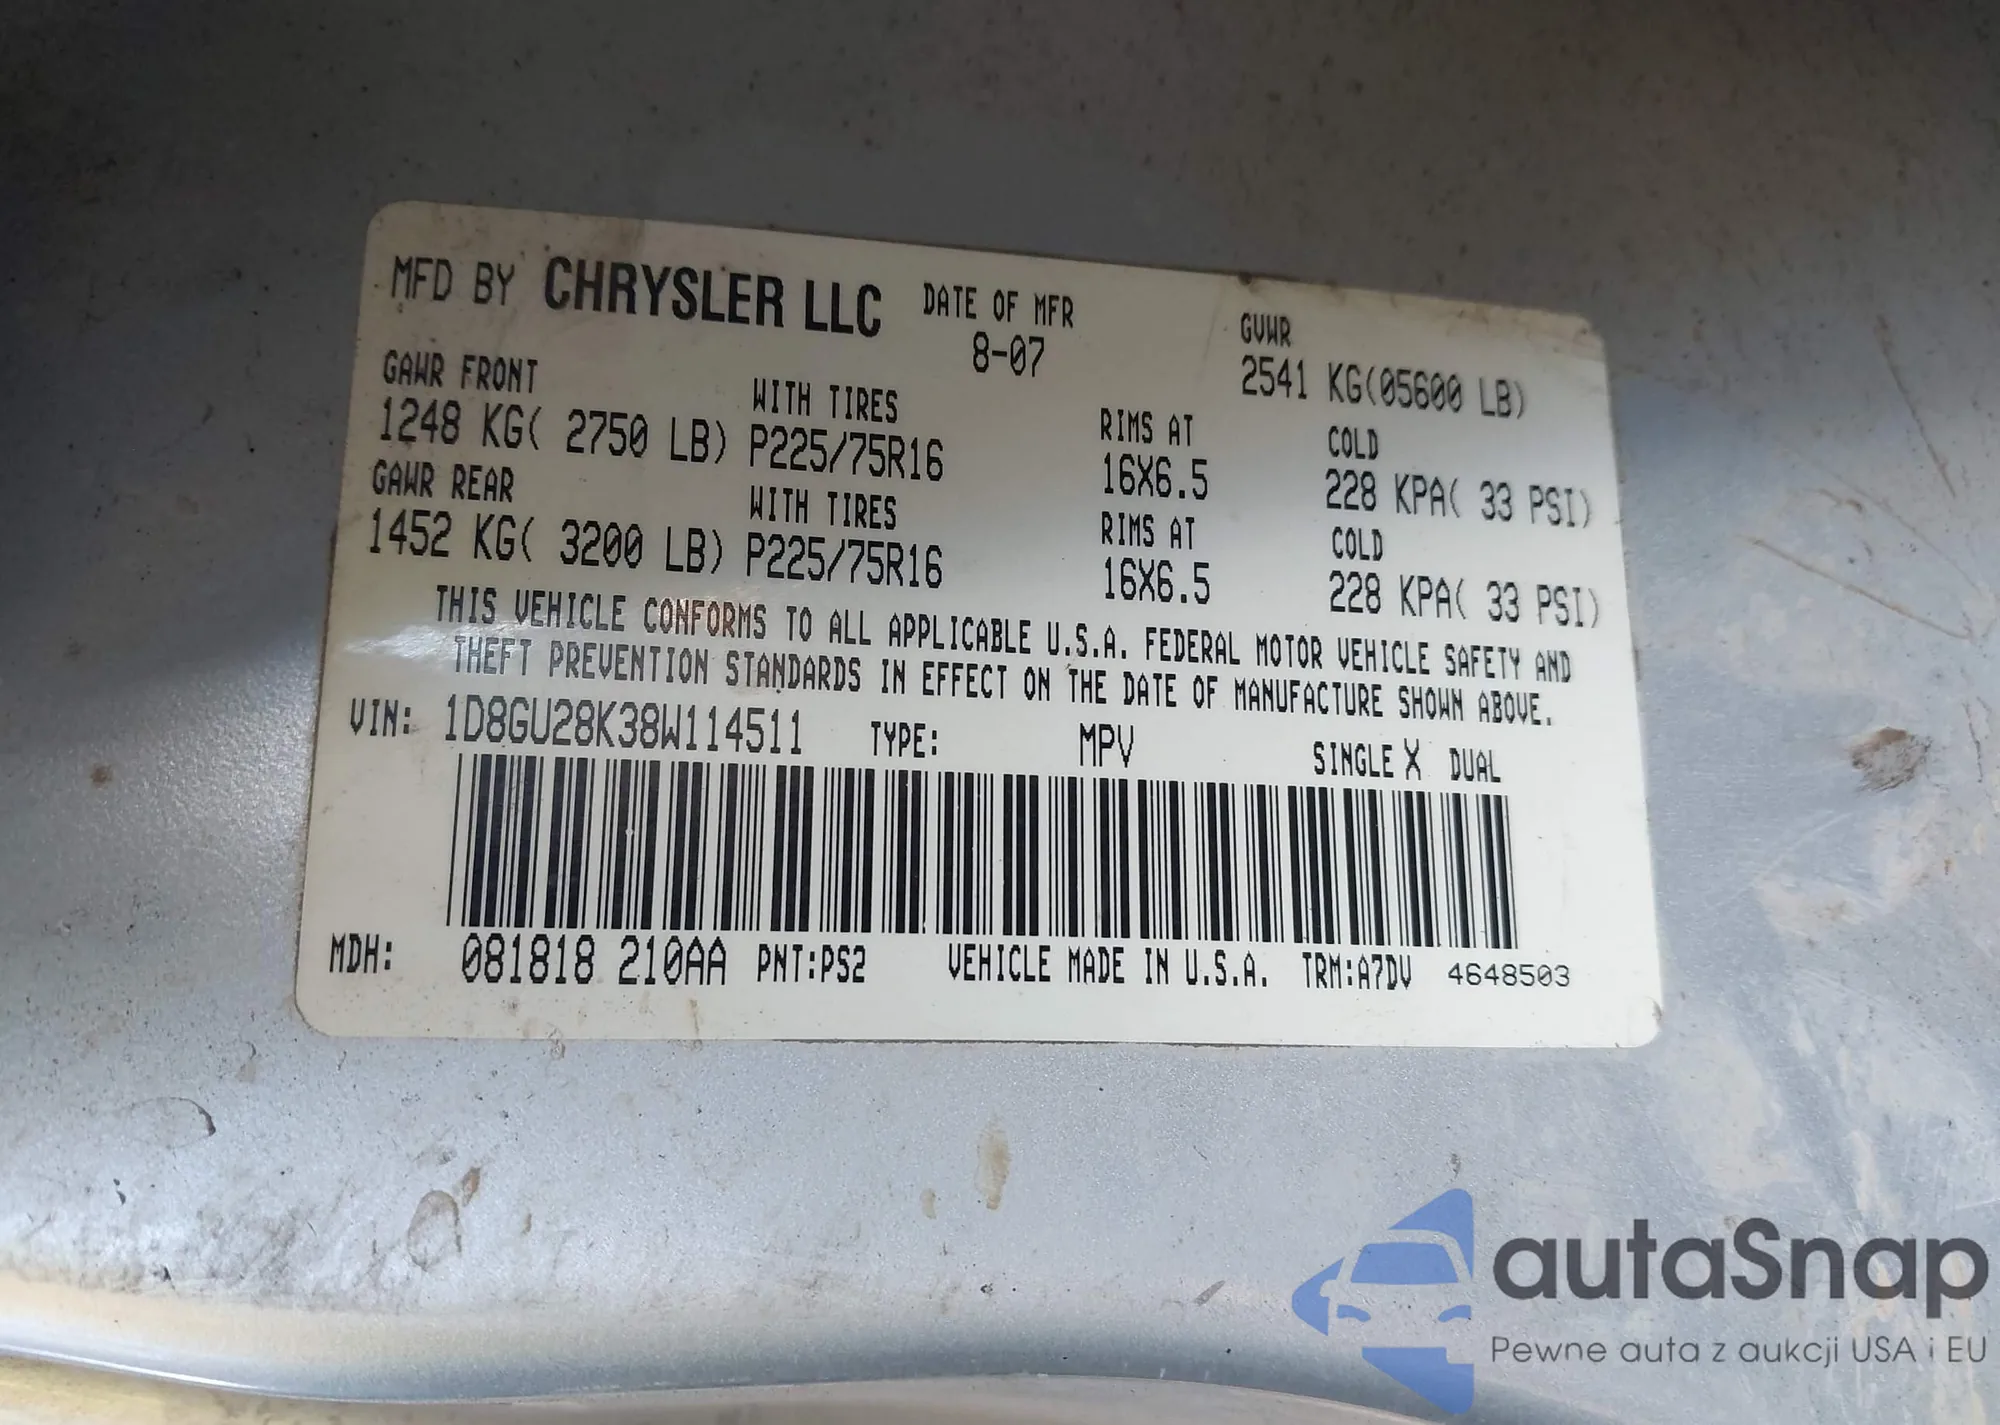 MFD BY CHRYSLER LLC DATE OF MFR GVWR
8-07 2541 KG(05600 LB)
GAWR FRONT WITH TIRES RIMS AT COLD
1248 KG( 2750 LB) P225/75R16 16X6.5 228 KPA( 33 PSI)
GAWR REAR WITH TIRES RIMS AT COLD
1452 KG( 3200 LB) P225/75R16 16X6.5 228 KPA( 33 PSI)
THIS VEHICLE CONFORMS TO ALL APPLICABLE U.S.A. FEDERAL MOTOR VEHICLE SAFETY AND
THEFT PREVENTION STANDARDS IN EFFECT ON THE DATE OF MANUFACTURE SHOWN ABOVE.
VIN: 1D8GU28K38W114511 TYPE: MPV SINGLE X DUAL
MDH: 081818 210AA PNT:PS2 VEHICLE MADE IN U.S.A. TRM:A7DV 4648503
autaSnap
Pewne auta z aukcji USA i EU